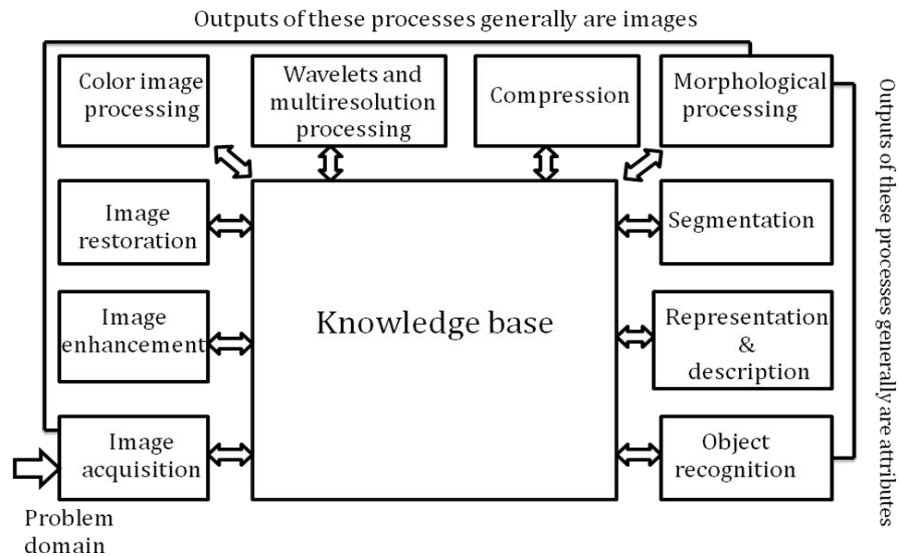 Outputs of these processes generally are images
Color image
processing
Wavelets and
multiresolution
processing
Compression
Morphological
processing
Image
restoration
Segmentation
Image
enhancement
Knowledge base
Representation
&
description
Image
acquisition
Object
recognition
Problem
domain
Outputs of these processes generally are attributes